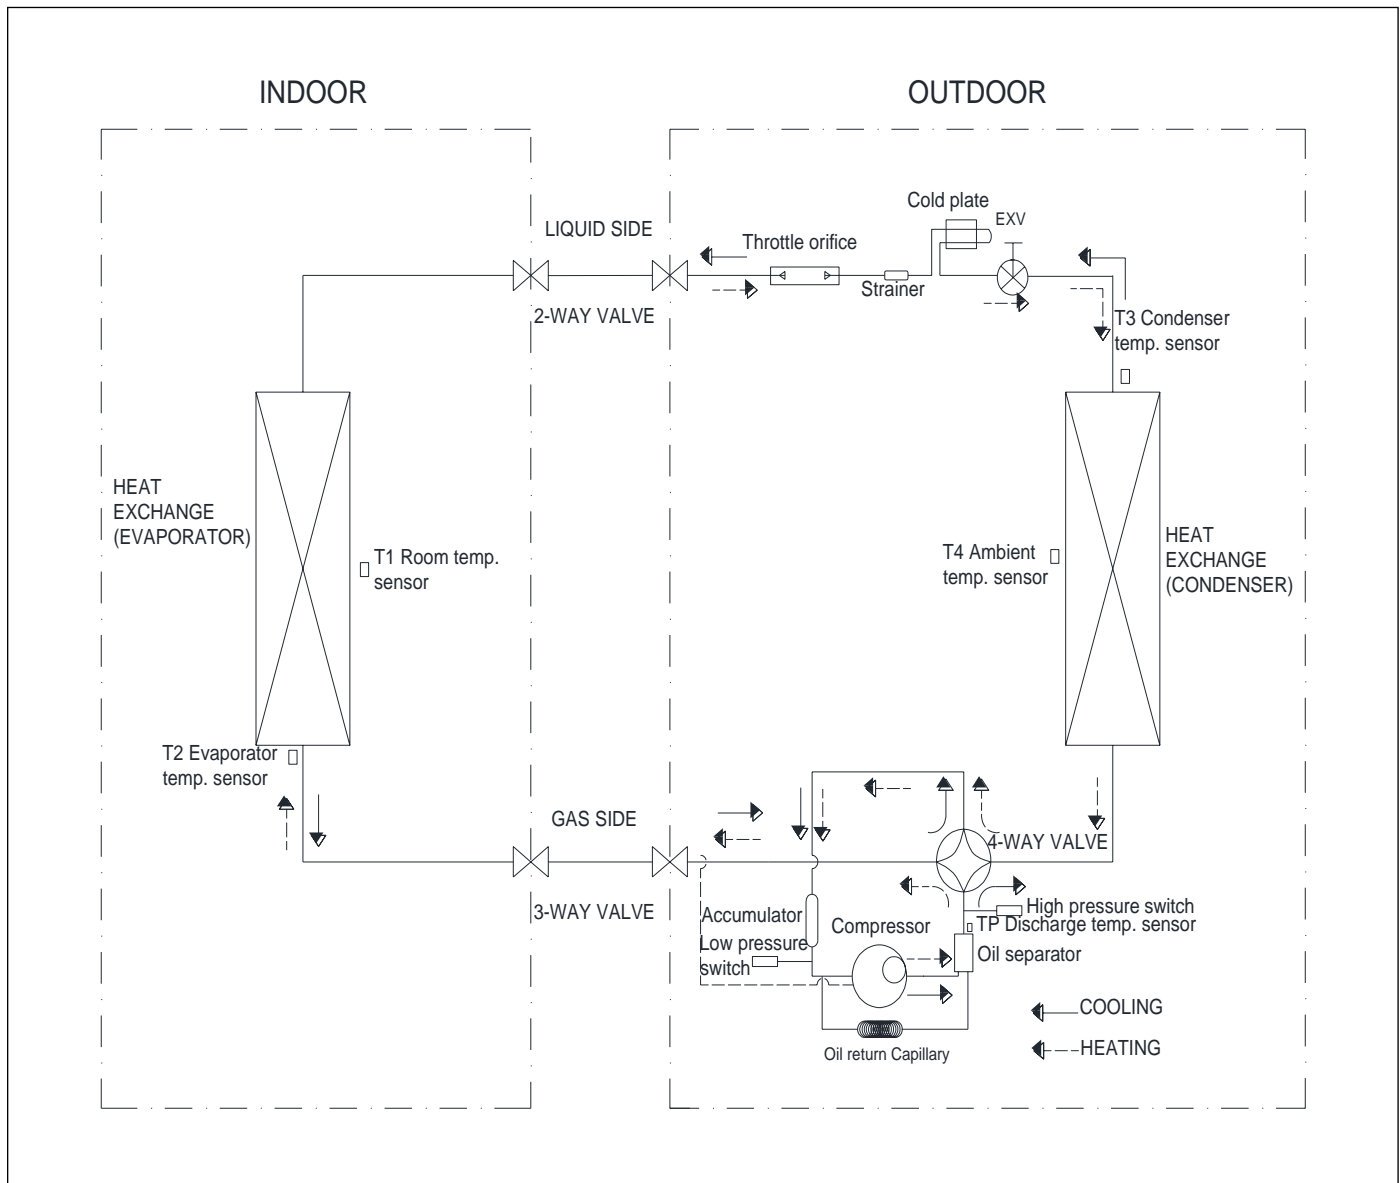 INDOOR
OUTDOOR
Cold plate
EXV
LIQUID SIDE
Throttle orifice
Strainer
2-WAY VALVE
T3 Condenser
temp. sensor
HEAT
EXCHANGE
(EVAPORATOR)
T1 Room temp.
sensor
T4 Ambient
temp. sensor
HEAT
EXCHANGE
(CONDENSER)
T2 Evaporator
temp. sensor
GAS SIDE
4-WAY VALVE
3-WAY VALVE
Accumulator
Compressor
High pressure switch
TP Discharge temp. sensor
Low pressure
switch
Oil separator
COOLING
HEATING
Oil return Capillary